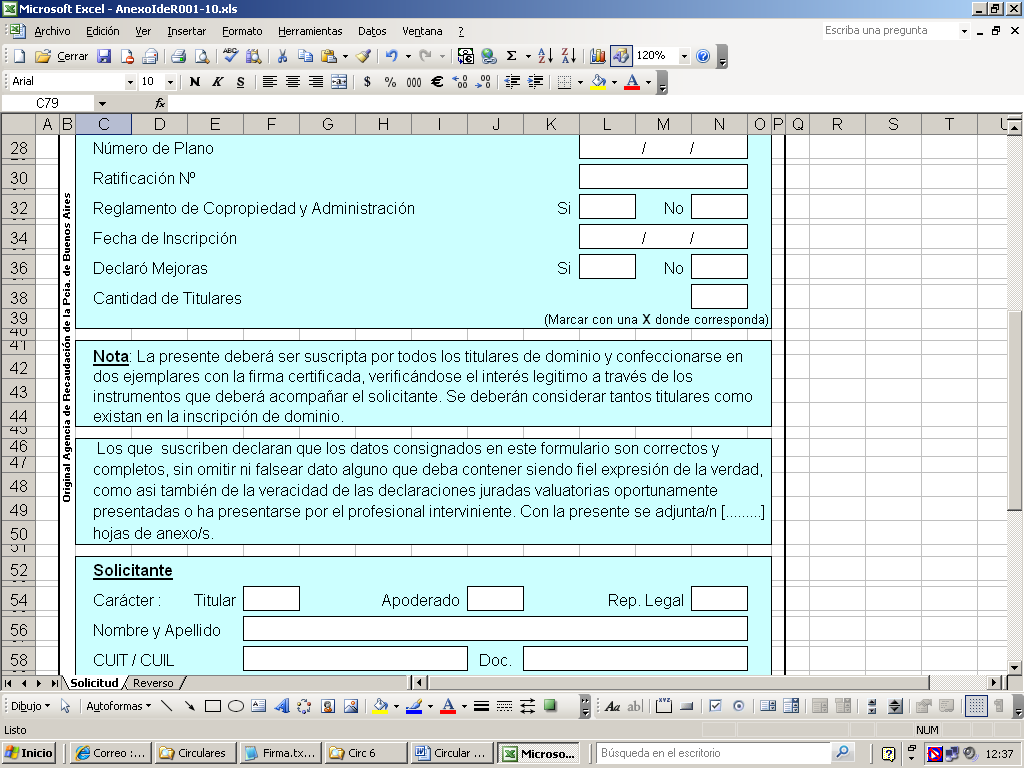 Microsoft Excel - AnexoIdeR001-10.xls
Archivo Edición Ver Insertar Formato Herramientas Datos Ventana ? Escriba una pregunta
Cerrar Σ 120%
Arial 10 N K S $ % 000 €
C79 fx
A B C D E F G H I J K L M N O P Q R S T U
28 Número de Plano / /
30 Ratificación Nº
32 Reglamento de Copropiedad y Administración Si No
34 Fecha de Inscripción / /
36 Declaró Mejoras Si No
38 Cantidad de Titulares
39 (Marcar con una X donde corresponda)
40
41
Original Agencia de Recaudación de la Pcia. de Buenos Aires
Nota: La presente deberá ser suscripta por todos los titulares de dominio y confeccionarse en
42 dos ejemplares con la firma certificada, verificándose el interés legitimo a través de los
43 instrumentos que deberá acompañar el solicitante. Se deberán considerar tantos titulares como
44 existan en la inscripción de dominio.
45
46 Los que suscriben declaran que los datos consignados en este formulario son correctos y
47 completos, sin omitir ni falsear dato alguno que deba contener siendo fiel expresión de la verdad,
48 como asi también de la veracidad de las declaraciones juradas valuatorias oportunamente
49 presentadas o ha presentarse por el profesional interviniente. Con la presente se adjunta/n [.........]
50 hojas de anexo/s.
51
52 Solicitante
54 Carácter : Titular Apoderado Rep. Legal
56 Nombre y Apellido
58 CUIT / CUIL Doc.
Solicitud Reverso
Dibujo Autoformas Aa ab
Listo NUM
Inicio Correo :... Circulares Firma.tx... Circ 6 Circular ... Microso... Búsqueda en el escritorio 12:37